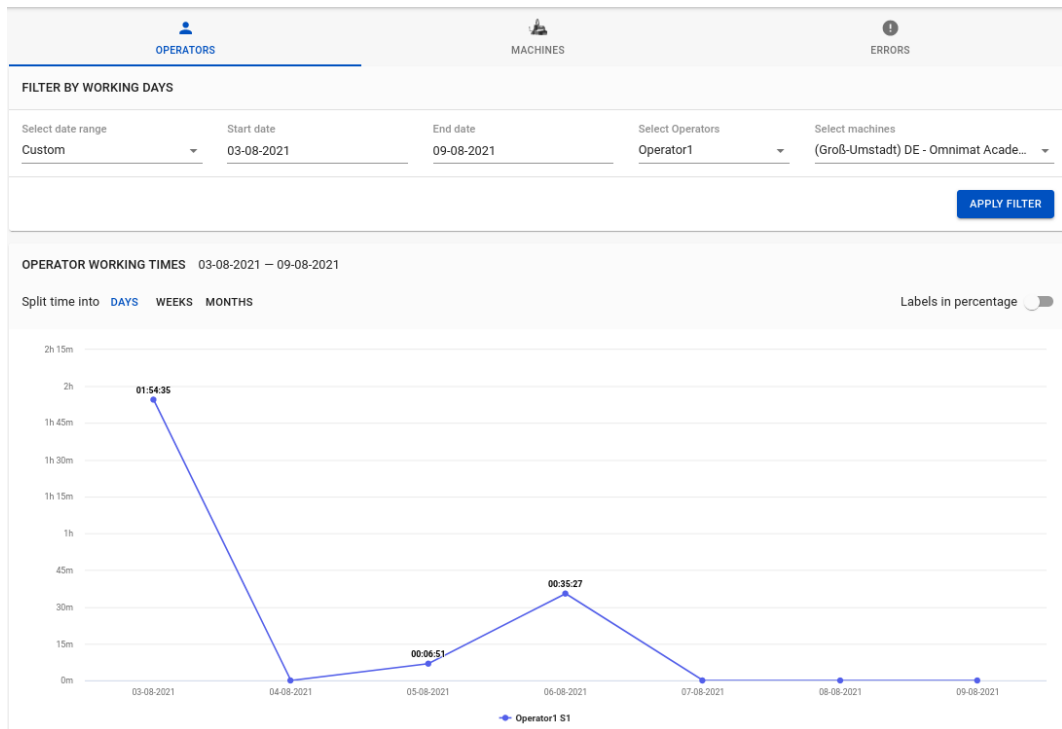 OPERATORS MACHINES ERRORS
FILTER BY WORKING DAYS
Select date range Start date End date Select Operators Select machines
Custom 03-08-2021 09-08-2021 Operator1 (Groß-Umstadt) DE - Omnimat Acade...
APPLY FILTER
OPERATOR WORKING TIMES 03-08-2021 — 09-08-2021
Split time into DAYS WEEKS MONTHS Labels in percentage
2h 15m
2h
01:54:35
1h 45m
1h 30m
1h 15m
1h
45m
00:35:27
30m
15m
00:06:51
0m
03-08-2021 04-08-2021 05-08-2021 06-08-2021 07-08-2021 08-08-2021 09-08-2021
Operator1 S1